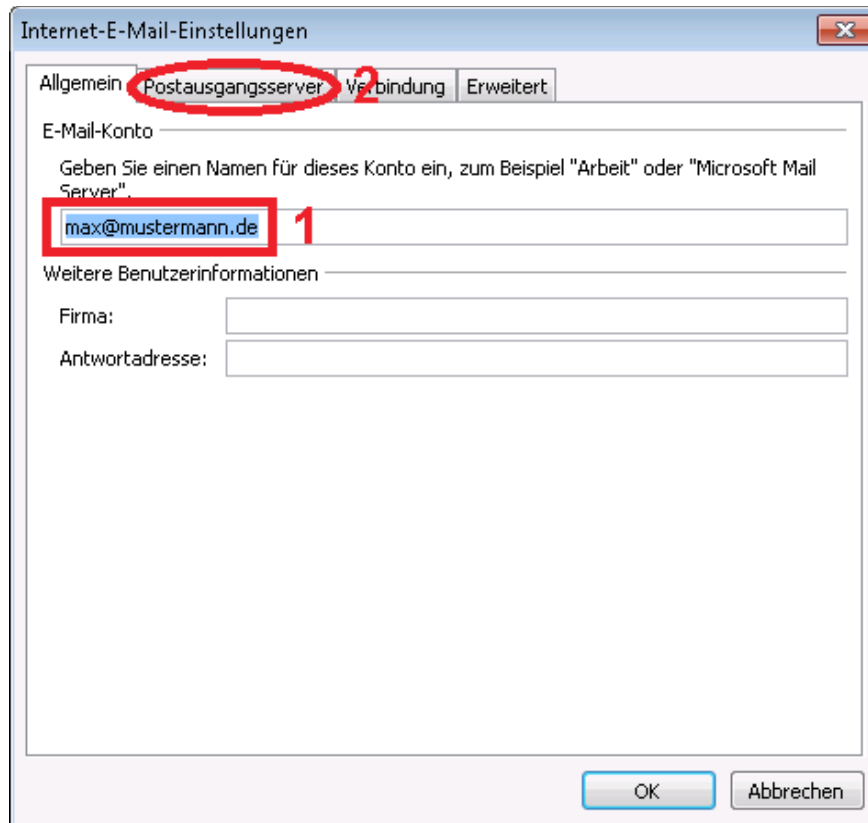 Internet-E-Mail-Einstellungen
Allgemein Postausgangsserver 2 Verbindung Erweitert
E-Mail-Konto
Geben Sie einen Namen für dieses Konto ein, zum Beispiel "Arbeit" oder "Microsoft Mail
Server".
max@mustermann.de 1
Weitere Benutzerinformationen
Firma:
Antwortadresse:
OK Abbrechen